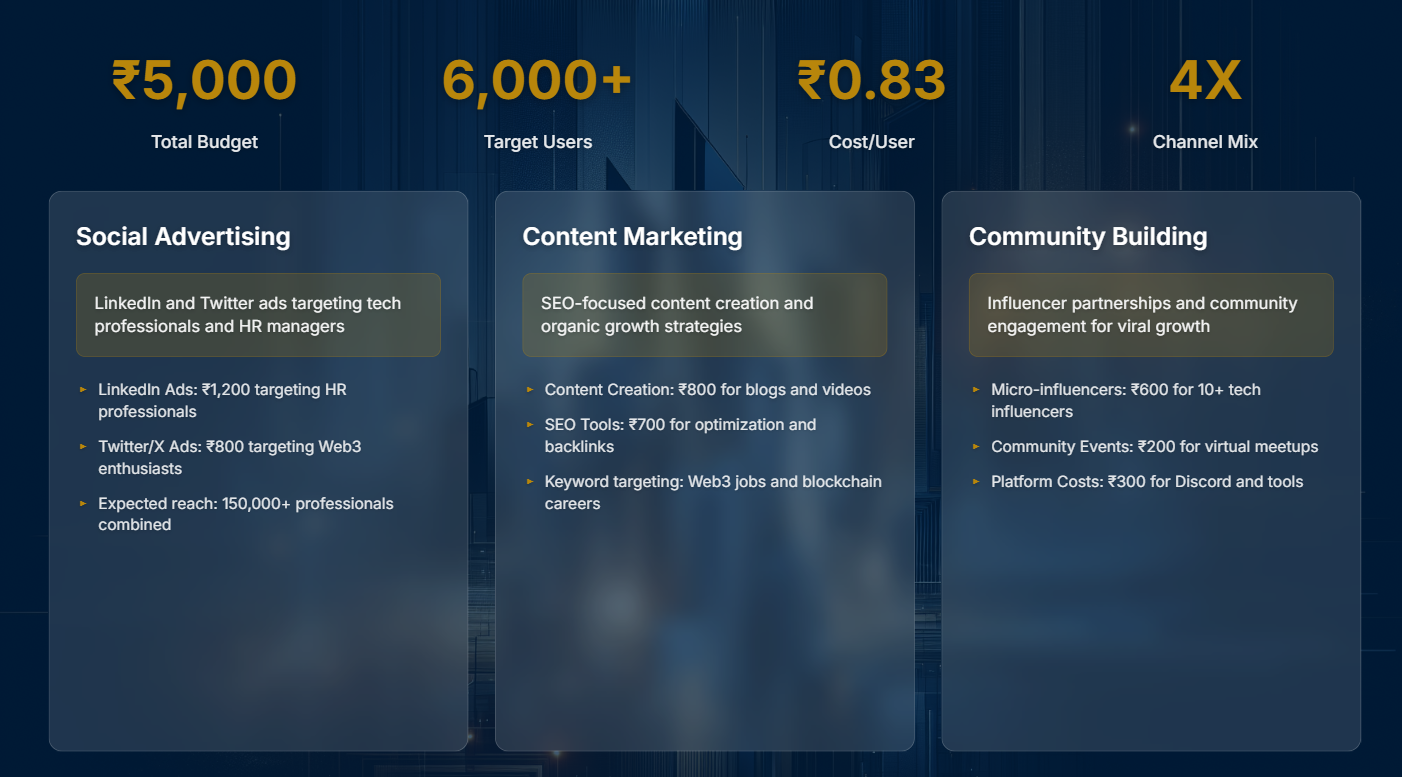 ₹5,000
6,000+
₹0.83
4X
Total Budget
Target Users
Cost/User
Channel Mix
Social Advertising
LinkedIn and Twitter ads targeting tech
professionals and HR managers
► LinkedIn Ads: ₹1,200 targeting HR
professionals
► Twitter/X Ads: ₹800 targeting Web3
enthusiasts
► Expected reach: 150,000+ professionals
combined
Content Marketing
SEO-focused content creation and
organic growth strategies
► Content Creation: ₹800 for blogs and videos
► SEO Tools: ₹700 for optimization and
backlinks
► Keyword targeting: Web3 jobs and blockchain
careers
Community Building
Influencer partnerships and community
engagement for viral growth
► Micro-influencers: ₹600 for 10+ tech
influencers
► Community Events: ₹200 for virtual meetups
► Platform Costs: ₹300 for Discord and tools